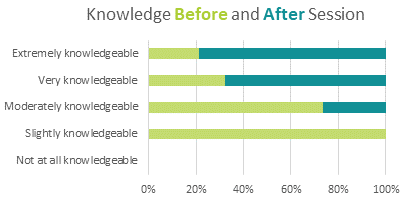 Knowledge Before and After Session
Extremely knowledgeable
Very knowledgeable
Moderately knowledgeable
Slightly knowledgeable
Not at all knowledgeable
0% 20% 40% 60% 80% 100%